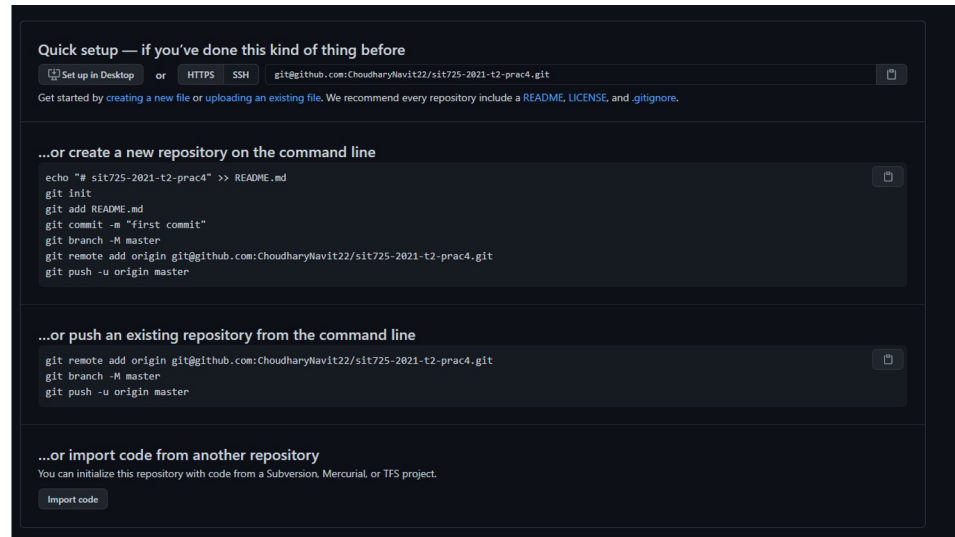 Quick setup — if you've done this kind of thing before
Set up in Desktop or HTTPS SSH git@github.com:ChoudharyNavit22/sit725-2021-t2-prac4.git
Get started by creating a new file or uploading an existing file. We recommend every repository include a README, LICENSE, and .gitignore.
...or create a new repository on the command line
echo "# sit725-2021-t2-prac4" >> README.md
git init
git add README.md
git commit -m "first commit"
git branch -M master
git remote add origin git@github.com:ChoudharyNavit22/sit725-2021-t2-prac4.git
git push -u origin master
...or push an existing repository from the command line
git remote add origin git@github.com:ChoudharyNavit22/sit725-2021-t2-prac4.git
git branch -M master
git push -u origin master
...or import code from another repository
You can initialize this repository with code from a Subversion, Mercurial, or TFS project.
Import code